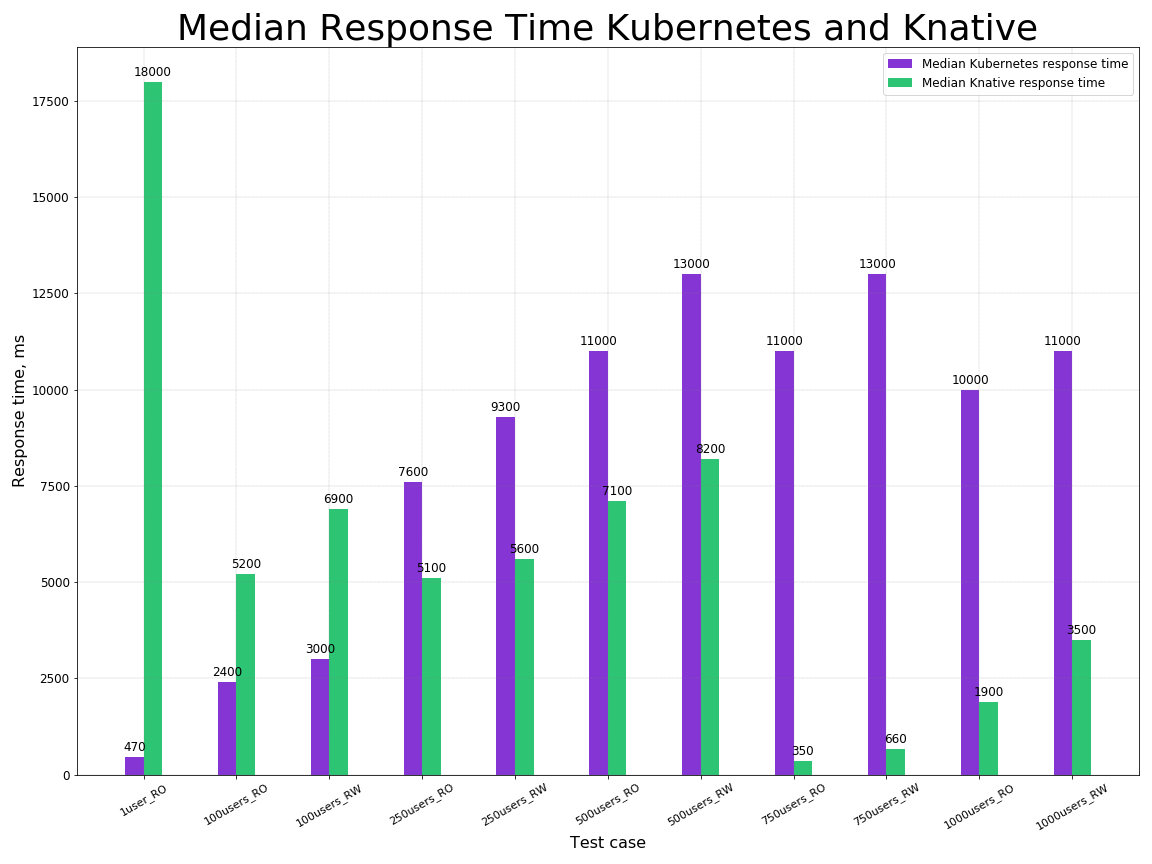 Median Response Time Kubernetes and Knative
Median Kubernetes response time
Median Knative response time
Response time, ms
17500
15000
12500
10000
7500
5000
2500
0
470
18000
2400
5200
3000
6900
7600
5100
9300
5600
11000
7100
13000
8200
11000
350
13000
660
10000
1900
11000
3500
1user_RO
100users_RO
100users_RW
250users_RO
250users_RW
500users_RO
500users_RW
750users_RO
750users_RW
1000users_RO
1000users_RW
Test case